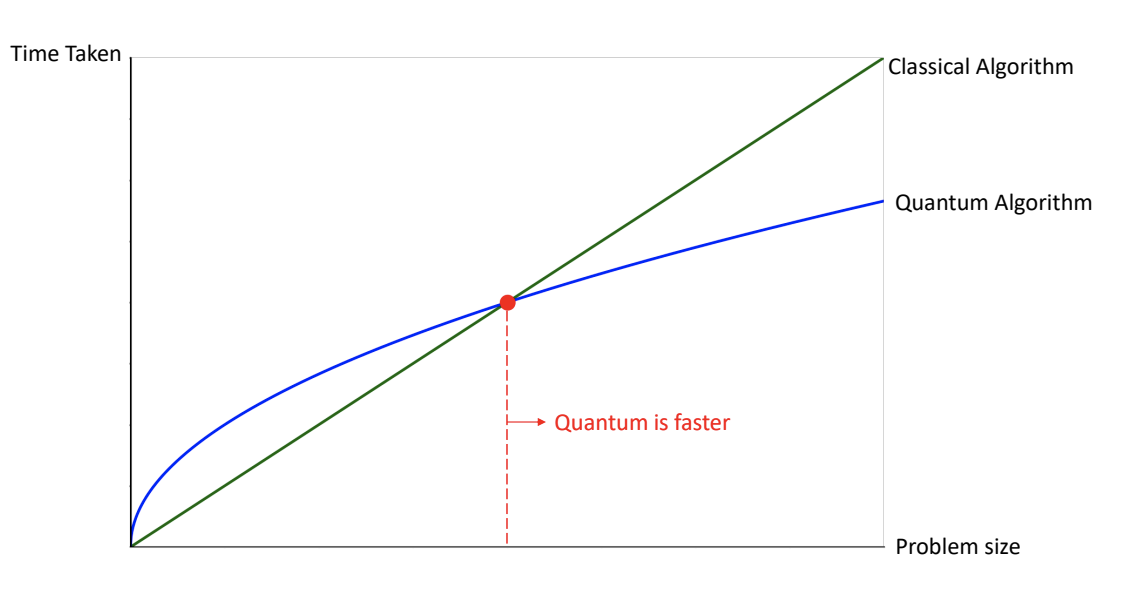 Time Taken
Classical Algorithm
Quantum Algorithm
Quantum is faster
Problem size